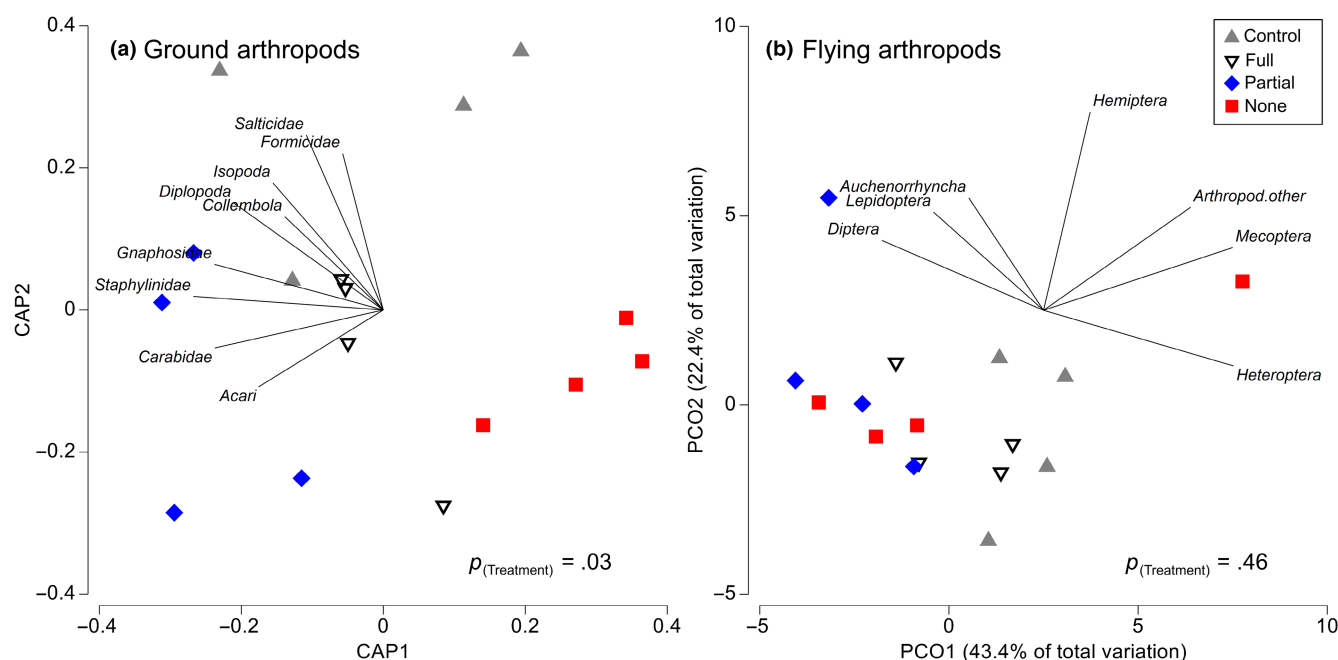 (a) Ground arthropods
0.4
0.2
0
−0.2
−0.4
CAP2
Salticidae
Formicidae
Isopoda
Diplopoda
Collembola
Gnaphosidae
Staphylinidae
Carabidae
Acari
p(Treatment) = .03
−0.4
−0.2
0
0.2
0.4
CAP1
(b) Flying arthropods
10
5
0
−5
PCO2 (22.4% of total variation)
Control
Full
Partial
None
Hemiptera
Auchenorrhyncha
Lepidoptera
Diptera
Arthropod.other
Mecoptera
Heteroptera
p(Treatment) = .46
−5
0
5
10
PCO1 (43.4% of total variation)